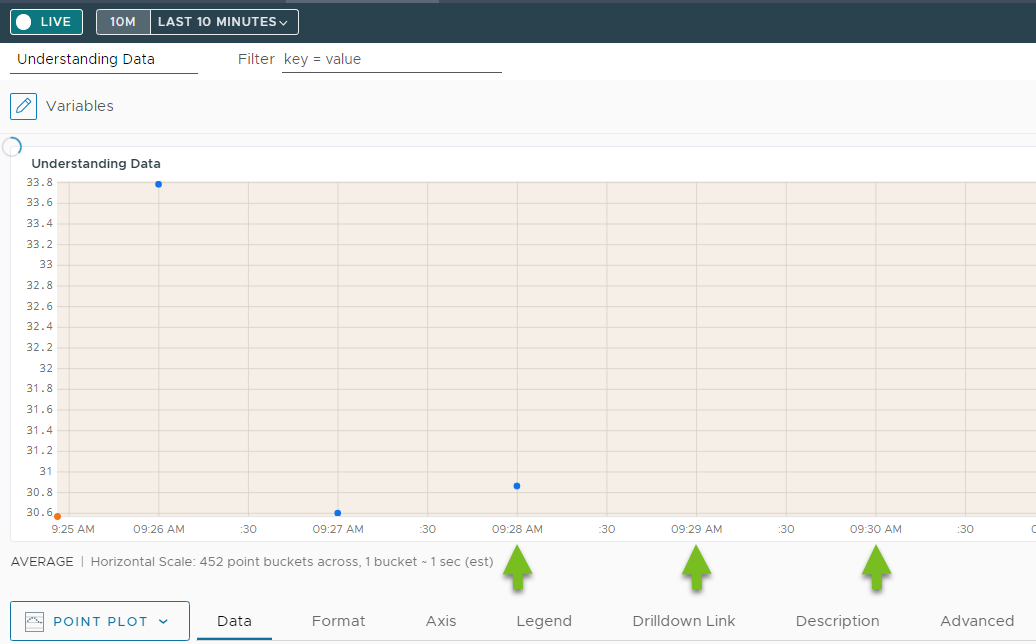 LIVE 10M LAST 10 MINUTES
Understanding Data Filter key = value
Variables
Understanding Data
33.8
33.6
33.4
33.2
33
32.8
32.6
32.4
32.2
32
31.8
31.6
31.4
31.2
31
30.8
30.6
9:25 AM 09:26 AM :30 09:27 AM :30 09:28 AM :30 09:29 AM :30 09:30 AM :30
AVERAGE | Horizontal Scale: 452 point buckets across, 1 bucket ~ 1 sec (est)
POINT PLOT Data Format Axis Legend Drilldown Link Description Advanced